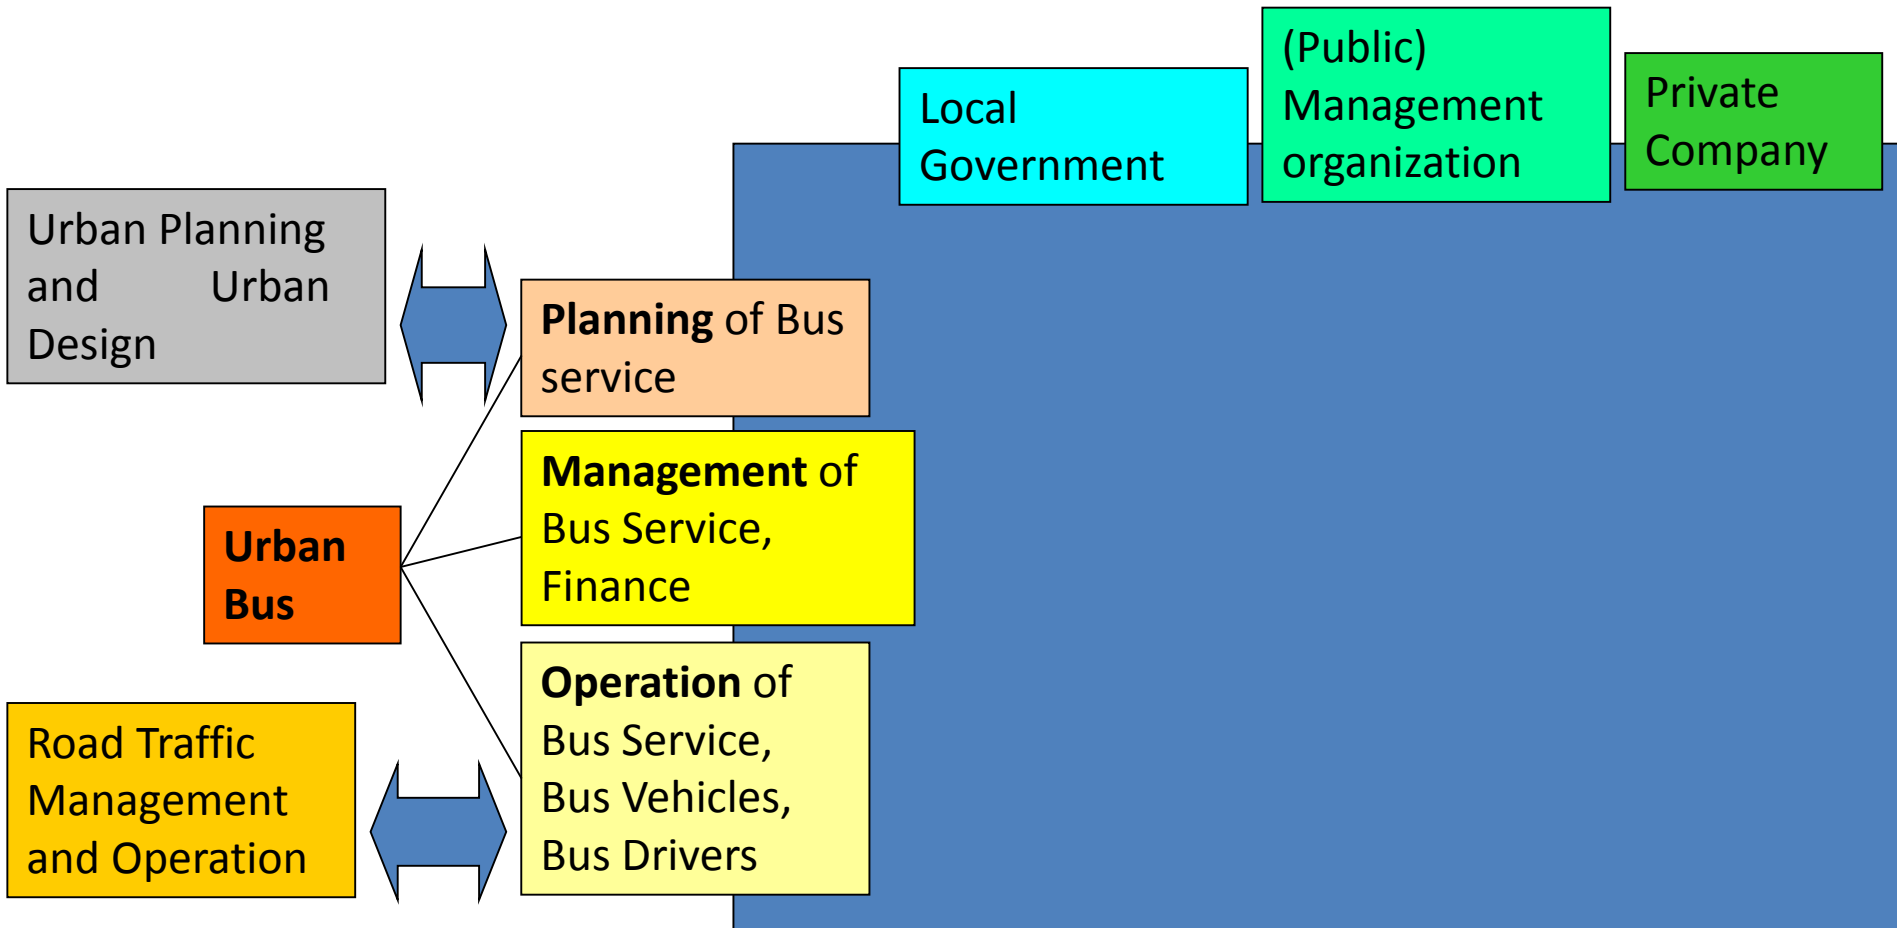 Local
Government
(Public)
Management
organization
Private
Company
Urban Planning
and Urban
Design
Planning of Bus
service
Management of
Bus Service,
Finance
Urban
Bus
Operation of
Bus Service,
Bus Vehicles,
Bus Drivers
Road Traffic
Management
and Operation